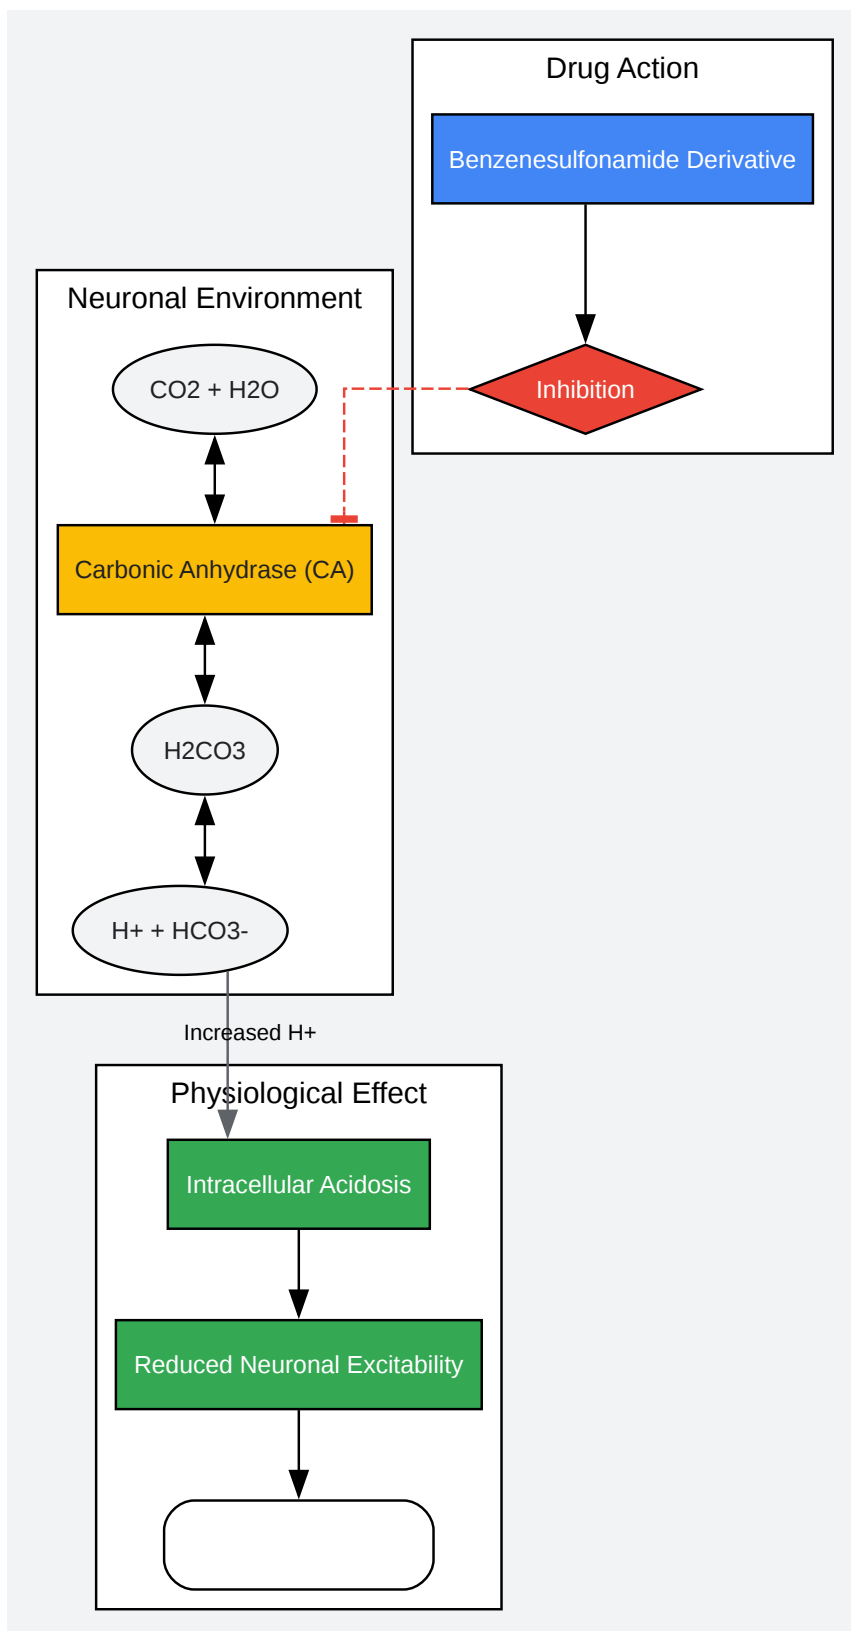 Drug Action
Benzenesulfonamide Derivative
Inhibition
Neuronal Environment
CO2 + H2O
Carbonic Anhydrase (CA)
H2CO3
H+ + HCO3-
Increased H+
Physiological Effect
Intracellular Acidosis
Reduced Neuronal Excitability